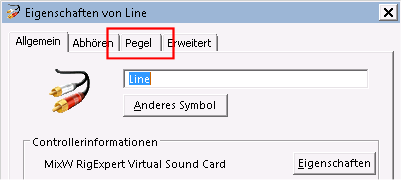 Eigenschaften von Line
Allgemein Abhören Pegel Erweitert
Line
Anderes Symbol
Controllerinformationen
MixW RigExpert Virtual Sound Card Eigenschaften